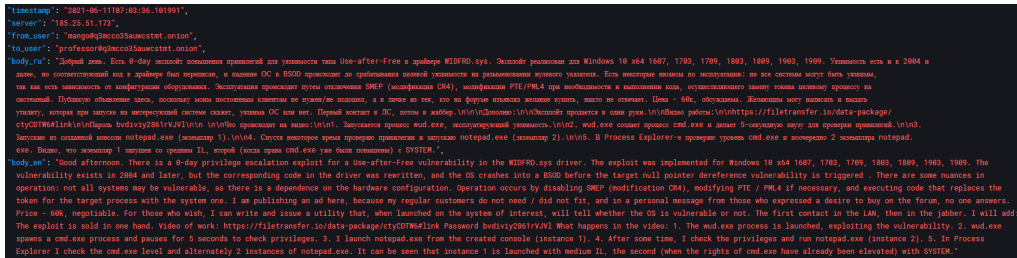 "timestamp": "2021-06-11T07:03:36.101991",
"server": "185.25.51.173",
"from_user": "mango@q3mcco35auwcstmt.onion",
"to_user": "professor@q3mcco35auwcstmt.onion",
"body_ru": "Добрый день. Есть 0-day эксплойт повышения привилегий для уязвимости типа Use-after-Free в драйвере WIDFRD.sys. Эксплойт реализован для Windows 10 x64 1607, 1703, 1709, 1803, 1809, 1903, 1909. Уязвимость есть и в 2004 и
далее, но соответствующий код в драйвере был переписан, и падение ОС в BSOD происходит до срабатывания целевой уязвимости на разыменовании нулевого указателя. Есть некоторые нюансы по эксплуатации: не все системы могут быть уязвимы,
так как есть зависимость от конфигурации оборудования. Эксплуатация происходит путем отключения SMEP (модификация CR4), модификации PTE/PML4 при необходимости и выполнении кода, осуществляющего замену токена целевому процессу на
системный. Публикую объявление здесь, поскольку моим постоянным клиентам не нужен/не подошел, а в личке из тех, кто на форуме изъявлял желание купить, никто не отвечает. Цена - 60k, обсуждаема. Желающим могу написать и выдать
утилиту, которая при запуске на интересующей системе скажет, уязвима ОС или нет. Первый контакт в ЛС, потом в жаббер.\n\n\nДополню:\n\nЭксплойт продается в одни руки.\n\nВидео работы:\n\nhttps://filetransfer.io/data-package/
ctyCDTW6#link\n\nПароль bvdiviy2861rVJVl\n\n \n\nЧто происходит на видео:\n\n1. Запускается процесс wud.exe, эксплуатирующий уязвимость.\n\n2. wud.exe создает процесс cmd.exe и делает 5-секундную паузу для проверки привилегий.\n\n3.
Запускаю из созданной консоли notepad.exe (экземпляр 1).\n\n4. Спустя некоторое время проверяю привилегии и запускаю notepad.exe (экземпляр 2).\n\n5. В Process Explorer-е проверяю уровень cmd.exe и поочередно 2 экземпляра notepad.
exe. Видно, что экземпляр 1 запущен со средним IL, второй (когда права cmd.exe уже были повышены) с SYSTEM.",
"body_en": "Good afternoon. There is a 0-day privilege escalation exploit for a Use-after-Free vulnerability in the WIDFRD.sys driver. The exploit was implemented for Windows 10 x64 1607, 1703, 1709, 1803, 1809, 1903, 1909. The
vulnerability exists in 2004 and later, but the corresponding code in the driver was rewritten, and the OS crashes into a BSOD before the target null pointer dereference vulnerability is triggered . There are some nuances in
operation: not all systems may be vulnerable, as there is a dependence on the hardware configuration. Operation occurs by disabling SMEP (modification CR4), modifying PTE / PML4 if necessary, and executing code that replaces the
token for the target process with the system one. I am publishing an ad here, because my regular customers do not need / did not fit, and in a personal message from those who expressed a desire to buy on the forum, no one answers.
Price - 60k, negotiable. For those who wish, I can write and issue a utility that, when launched on the system of interest, will tell whether the OS is vulnerable or not. The first contact in the LAN, then in the jabber. I will add:
The exploit is sold in one hand. Video of work: https://filetransfer.io/data-package/ctyCDTW6#link Password bvdiviy2861rVJVl What happens in the video: 1. The wud.exe process is launched, exploiting the vulnerability. 2. wud.exe
spawns a cmd.exe process and pauses for 5 seconds to check privileges. 3. I launch notepad.exe from the created console (instance 1). 4. After some time, I check the privileges and run notepad.exe (instance 2). 5. In Process
Explorer I check the cmd.exe level and alternately 2 instances of notepad.exe. It can be seen that instance 1 is launched with medium IL, the second (when the rights of cmd.exe have already been elevated) with SYSTEM."